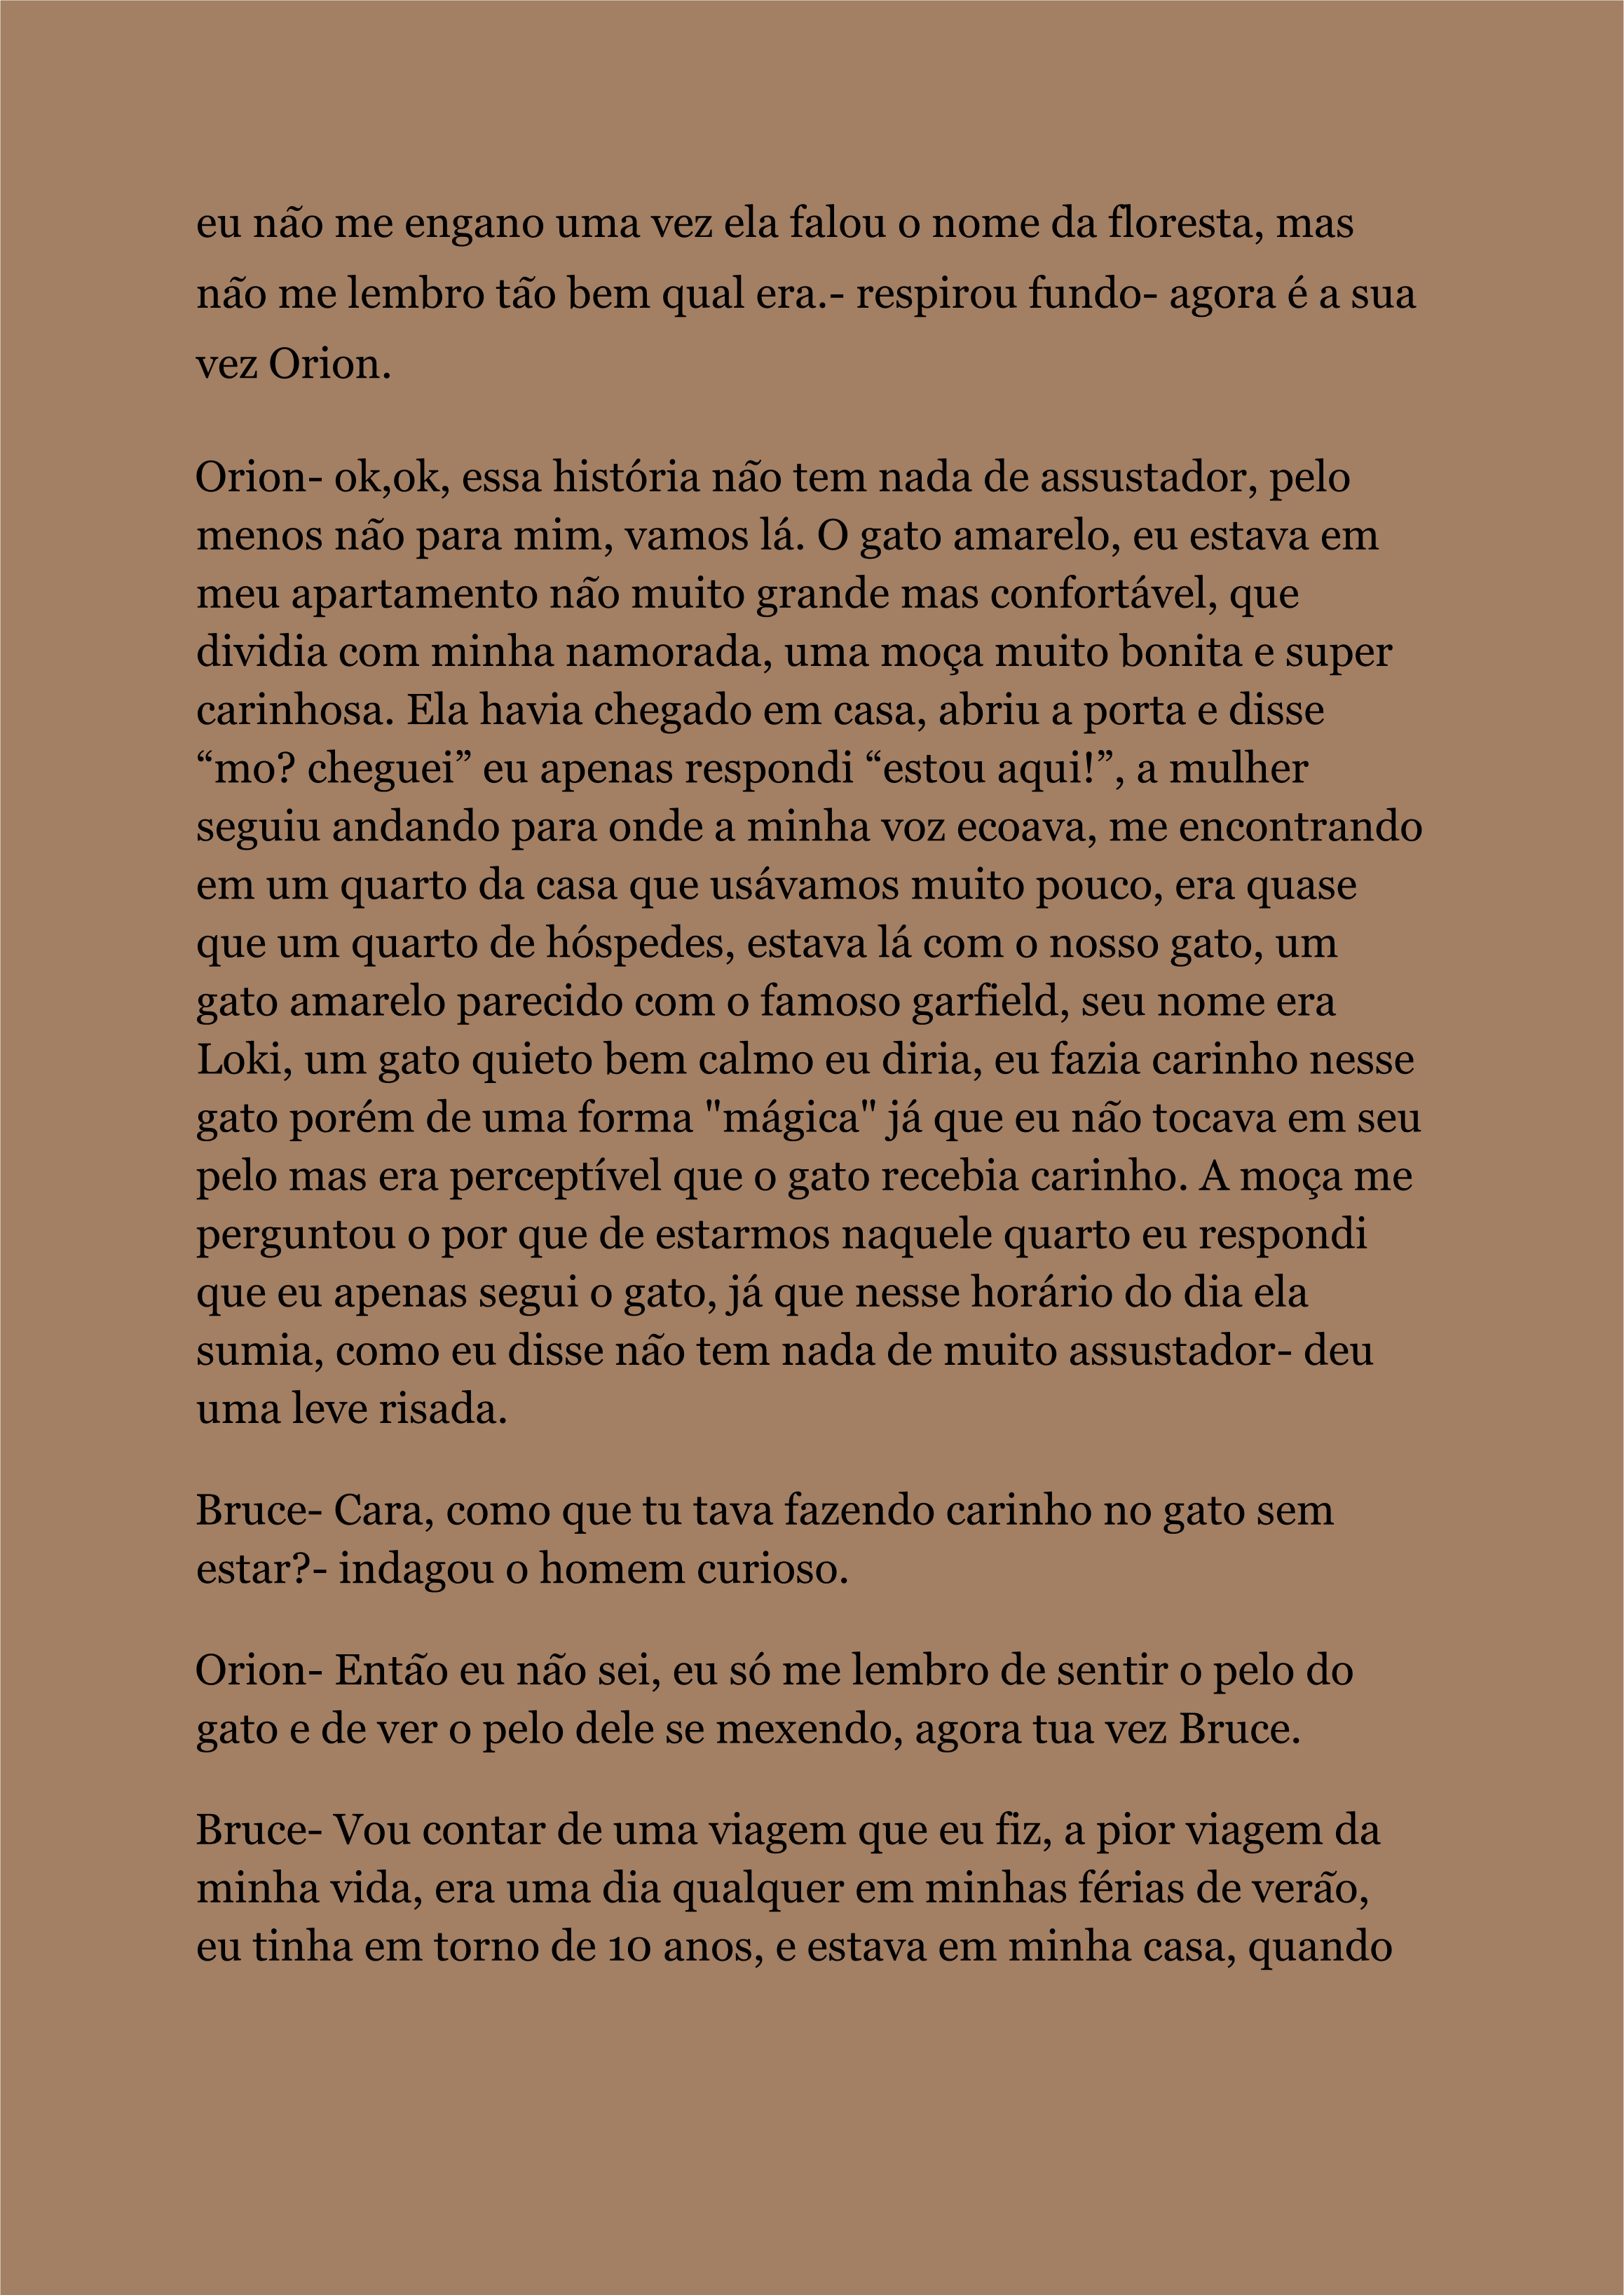 eu não me engano uma vez ela falou o nome da floresta, mas
não me lembro tão bem qual era.- respirou fundo- agora é a sua
vez Orion.
Orion- ok,ok, essa história não tem nada de assustador, pelo
menos não para mim, vamos lá. O gato amarelo, eu estava em
meu apartamento não muito grande mas confortável, que
dividia com minha namorada, uma moça muito bonita e super
carinhosa. Ela havia chegado em casa, abriu a porta e disse
“mo? cheguei” eu apenas respondi “estou aqui!”, a mulher
seguiu andando para onde a minha voz ecoava, me encontrando
em um quarto da casa que usávamos muito pouco, era quase
que um quarto de hóspedes, estava lá com o nosso gato, um
gato amarelo parecido com o famoso garfield, seu nome era
Loki, um gato quieto bem calmo eu diria, eu fazia carinho nesse
gato porém de uma forma "mágica" já que eu não tocava em seu
pelo mas era perceptível que o gato recebia carinho. A moça me
perguntou o por que de estarmos naquele quarto eu respondi
que eu apenas segui o gato, já que nesse horário do dia ela
sumia, como eu disse não tem nada de muito assustador- deu
uma leve risada.
Bruce- Cara, como que tu tava fazendo carinho no gato sem
estar?- indagou o homem curioso.
Orion- Então eu não sei, eu só me lembro de sentir o pelo do
gato e de ver o pelo dele se mexendo, agora tua vez Bruce.
Bruce- Vou contar de uma viagem que eu fiz, a pior viagem da
minha vida, era uma dia qualquer em minhas férias de verão,
eu tinha em torno de 10 anos, e estava em minha casa, quando